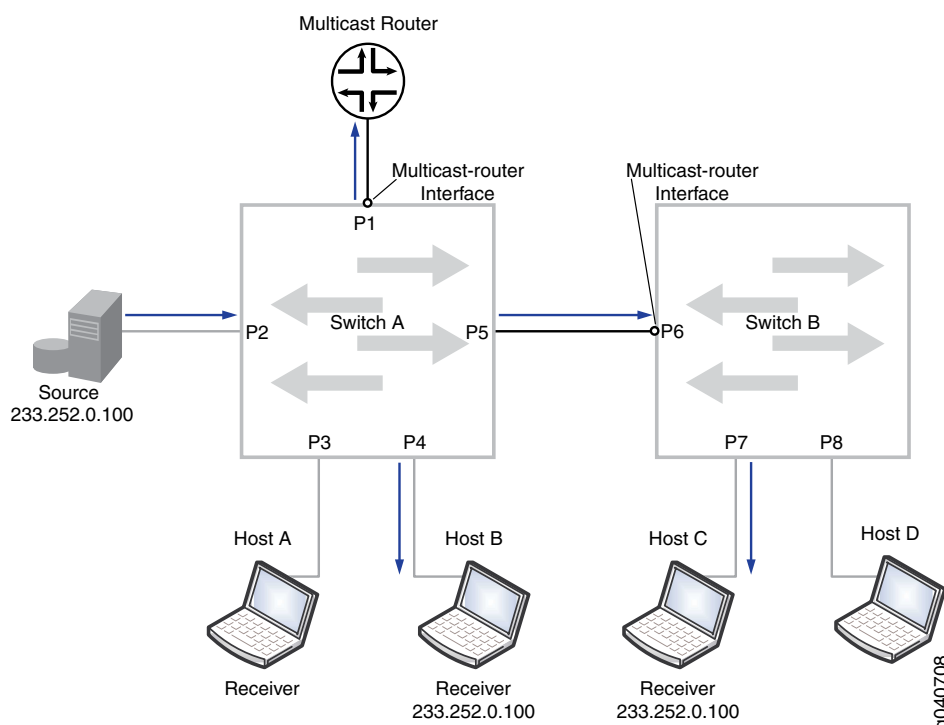 Multicast Router
Multicast-router
Interface
Multicast-router
Interface
P1
P2
Switch A
P5
P6
Switch B
Source
233.252.0.100
P3
P4
P7
P8
Host A
Host B
Host C
Host D
Receiver
Receiver
233.252.0.100
Receiver
233.252.0.100
g040708